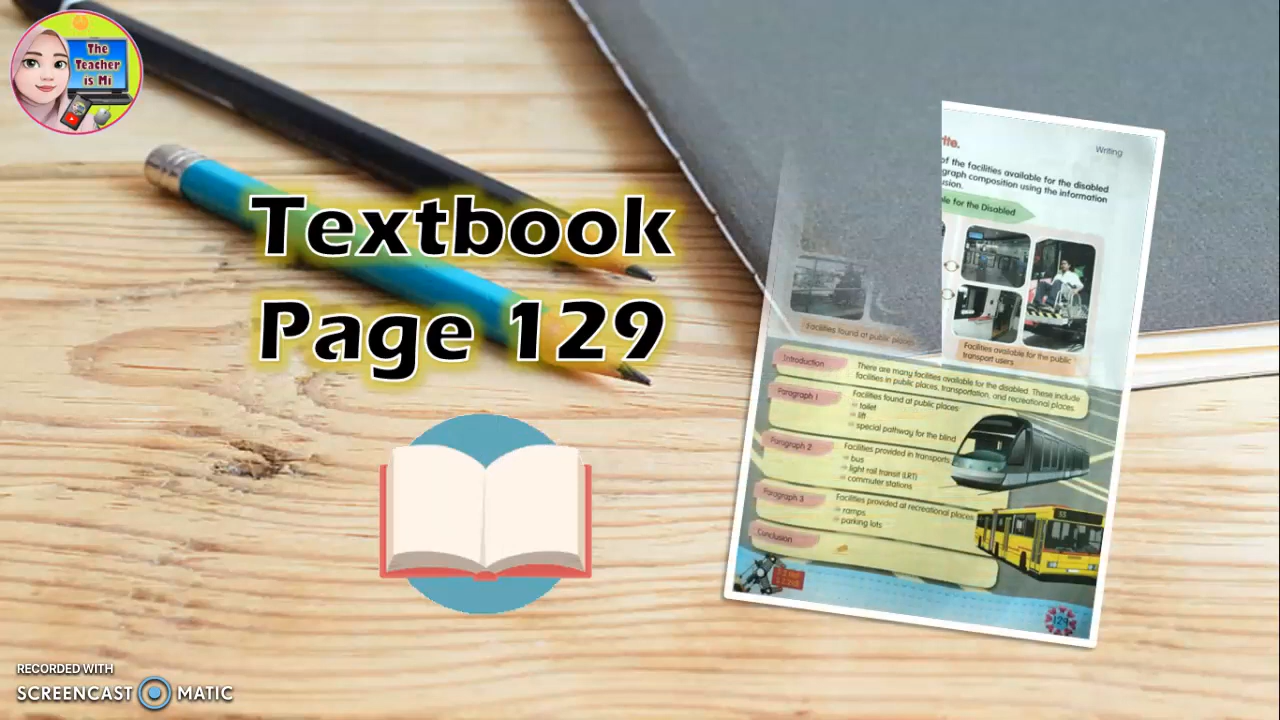 The
Teacher
is Mi
Textbook
Page 129
Writing
of the facilities available for the disabled
graph composition using the information
for the Disabled
Facilities found at public places
Facilities available for the public
transport users
Introduction
There are many facilities available for the disabled. These include
facilities in public places, transportation, and recreational places.
Paragraph 1
Facilities found at public places
toilet
lift
special pathway for the blind
Paragraph 2
Facilities provided in transports
bus
light rail transit (LRT)
commuter stations
Paragraph 3
Facilities provided at recreational places
ramps
parking lots
Conclusion
129
RECORDED WITH
SCREENCAST MATIC